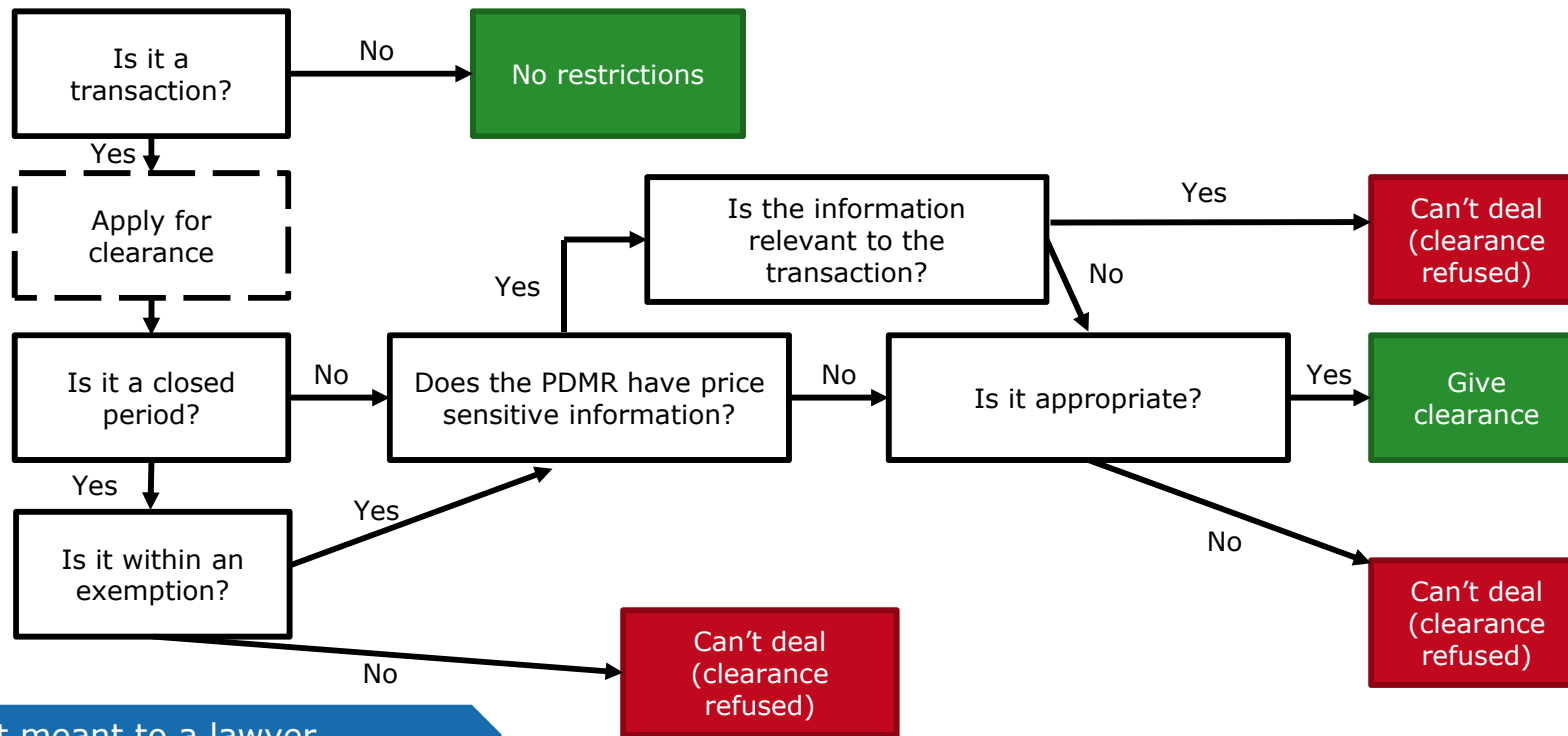 Is it a
transaction?
No
No restrictions
Yes
Apply for
clearance
Is the information
relevant to the
transaction?
Yes
Can’t deal
(clearance
refused)
Yes
No
Is it a closed
period?
No
Does the PDMR have price
sensitive information?
No
Is it appropriate?
Yes
Give
clearance
Yes
Is it within an
exemption?
Yes
No
Can’t deal
(clearance
refused)
No
Can’t deal
(clearance
refused)
meant to a lawyer